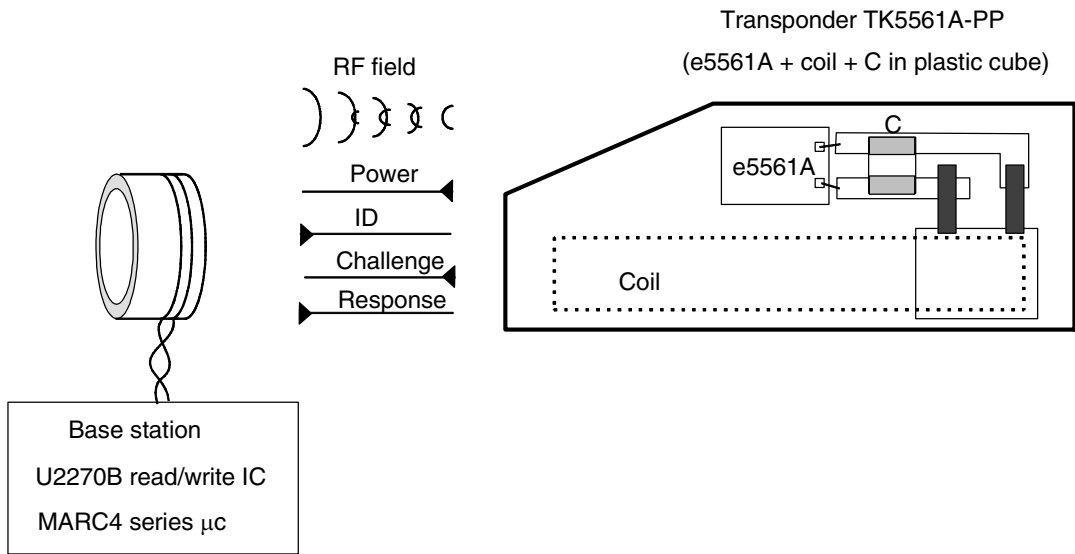 Transponder TK5561A-PP
(e5561A + coil + C in plastic cube)
RF field
Power
ID
Challenge
Response
C
e5561A
Coil
Base station
U2270B read/write IC
MARC4 series μc